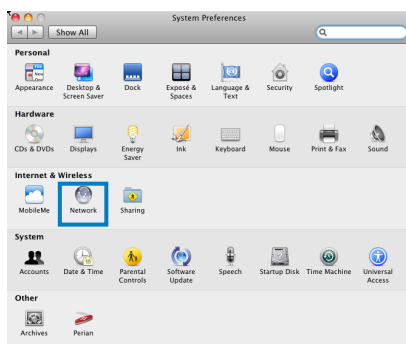 System Preferences
Show All
Personal
Appearance
Desktop & Screen Saver
Dock
Exposé & Spaces
Language & Text
Security
Spotlight
Hardware
CDs & DVDs
Displays
Energy Saver
Ink
Keyboard
Mouse
Print & Fax
Sound
Internet & Wireless
MobileMe
Network
Sharing
System
Accounts
Date & Time
Parental Controls
Software Update
Speech
Startup Disk
Time Machine
Universal Access
Other
Archives
Perian